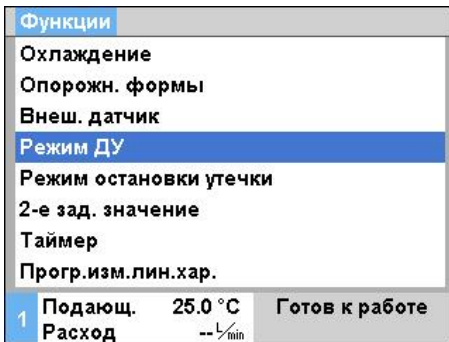 Функции
Охлаждение
Опорожн. формы
Внеш. датчик
Режим ДУ
Режим остановки утечки
2-е зад. значение
Таймер
Прогр.изм.лин.хар.
1 Подающ. 25.0 °C Готов к работе
Расход -- L/min